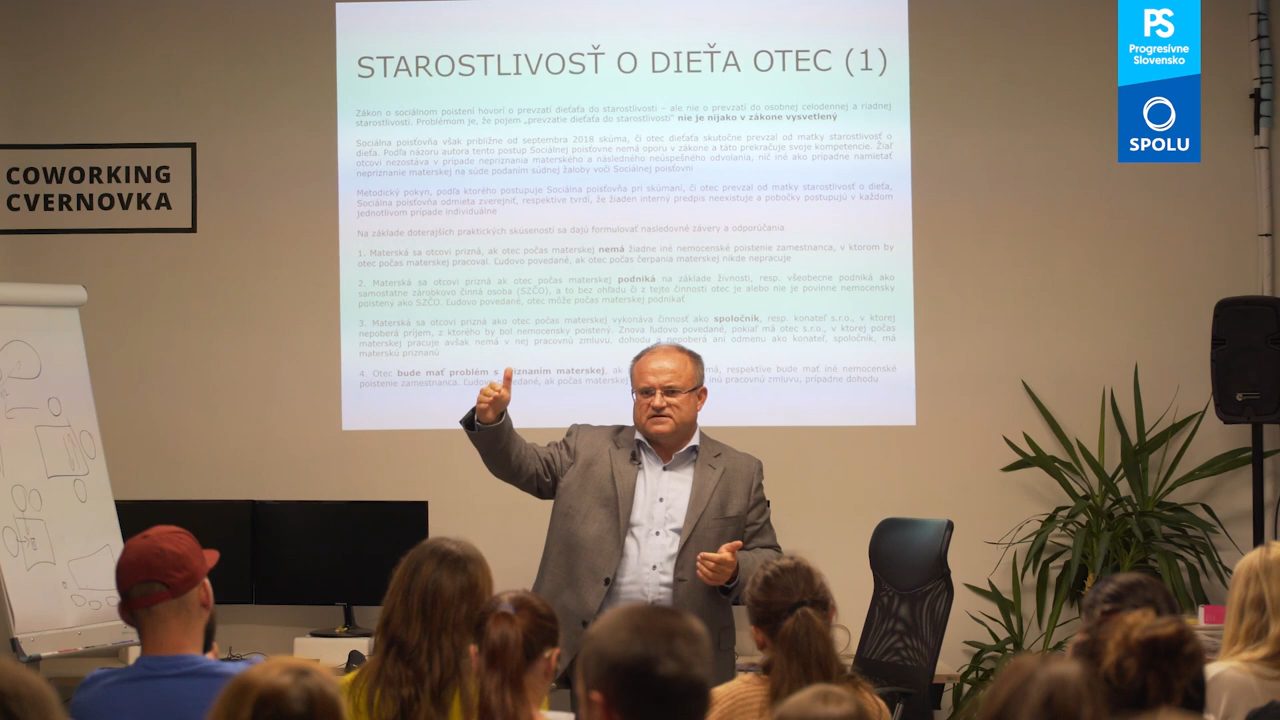 STAROSTLIVOSŤ O DIEŤA OTEC (1)
Zákon o sociálnom poistení hovorí o prevzatí dieťaťa do starostlivosti – ale nie o prevzatí do osobnej celodennej a riadnej
starostlivosti. Problémom je, že pojem „prevzatie dieťaťa do starostlivosti" nie je nijako v zákone vysvetlený
Sociálna poisťovňa však približne od septembra 2018 skúma, či otec dieťaťa skutočne prevzal od matky starostlivosť o
dieťa. Podľa názoru autora tento postup Sociálnej poisťovne nemá oporu v zákone a táto prekračuje svoje kompetencie. Žiaľ
otcovi nezostáva v prípade nepriznania materského a následného neúspešného odvolania, nič iné ako prípadne namietať
nepriznanie materskej na súde podaním súdnej žaloby voči Sociálnej poisťovni
Metodický pokyn, podľa ktorého postupuje Sociálna poisťovňa pri skúmaní, či otec prevzal od matky starostlivosť o dieťa,
Sociálna poisťovňa odmieta zverejniť, respektíve tvrdí, že žiaden interný predpis neexistuje a pobočky postupujú v každom
jednotlivom prípade individuálne
Na základe doterajších praktických skúseností sa dajú formulovať nasledovné závery a odporúčania
1. Materská sa otcovi prizná, ak otec počas materskej nemá žiadne iné nemocenské poistenie zamestnanca, v ktorom by
otec počas materskej pracoval. Ľudovo povedané, ak otec počas čerpania materskej nikde nepracuje
2. Materská sa otcovi prizná ak otec počas materskej podniká na základe živnosti, resp. všeobecne podniká ako
samostatne zárobkovo činná osoba (SZČO), a to bez ohľadu či z tejto činnosti otec je alebo nie je povinne nemocensky
poistený ako SZČO. Ľudovo povedané, otec môže počas materskej podnikať
3. Materská sa otcovi prizná ako otec počas materskej vykonáva činnosť ako spoločník, resp. konateľ s.r.o., v ktorej
nepoberá príjem, z ktorého by bol nemocensky poistený. Znova ľudovo povedané, pokiaľ má otec s.r.o., v ktorej počas
materskej pracuje avšak nemá v nej pracovnú zmluvu, dohodu a nepoberá ani odmenu ako konateľ, spoločník, má
materskú priznanú
4. Otec bude mať problém s priznaním materskej, ak má, respektíve bude mať iné nemocenské
poistenie zamestnanca. Ľudovo povedané, ak počas materskej inú pracovnú zmluvu, prípadne dohodu
COWORKING
CVERNOVKA
PS
Progresívne
Slovensko
SPOLU